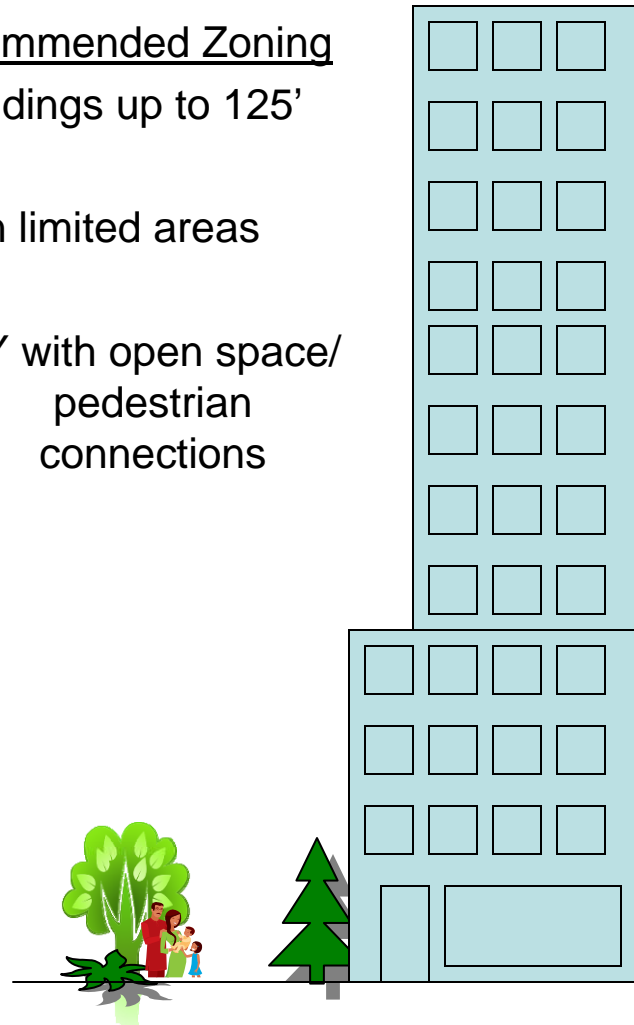 mmended Zoning
dings up to 125’
limited areas
with open space/
pedestrian
connections